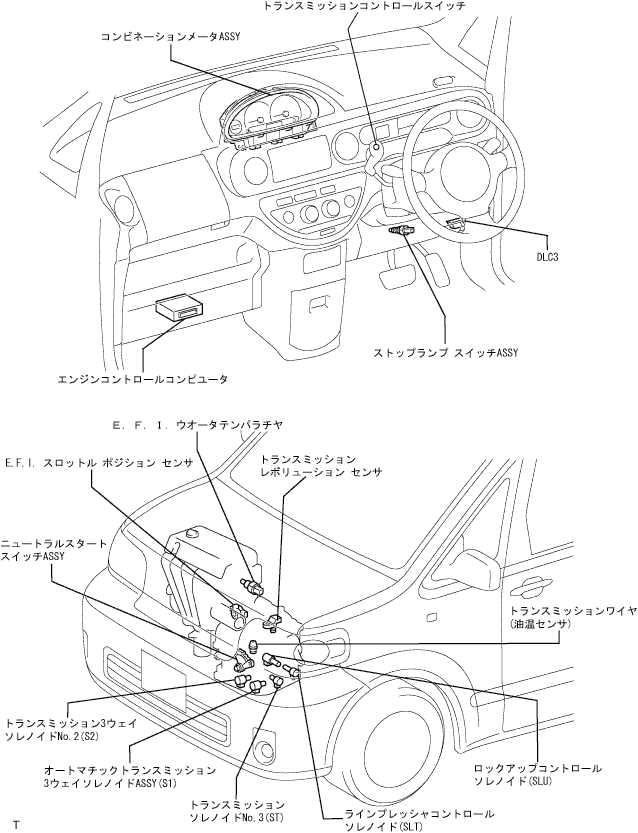 トランスミッションコントロールスイッチ
コンビネーションメータASSY
DLC3
ストップランプ スイッチASSY
エンジンコントロールコンピュータ
E. F. I. ウオータテンパラチヤ
E.F.I. スロットル ポジション センサ
トランスミッション
レボリューション センサ
ニュートラルスタート
スイッチASSY
トランスミッションワイヤ
(油温センサ)
トランスミッション3ウェイ
ソレノイドNo.2(S2)
オートマチックトランスミッション
3ウェイソレノイドASSY(S1)
トランスミッション
ソレノイドNo.3(ST)
ラインプレッシャコントロール
ソレノイド(SLT)
ロックアップコントロール
ソレノイド(SLU)
T